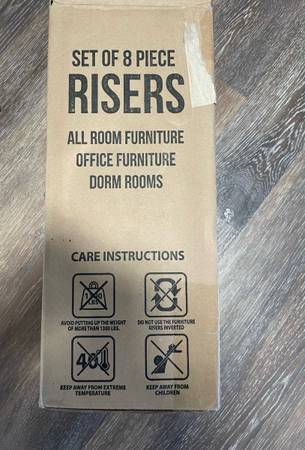 SET OF 8 PIECE
RISERS
ALL ROOM FURNITURE
OFFICE FURNITURE
DORM ROOMS
CARE INSTRUCTIONS
LBS
AVOID PUTTING UP THE WEIGHT
OF MORE THAN 1300 LBS.
DO NOT USE THE FURNITURE
RISERS INVERTED
40
KEEP AWAY FROM EXTREME
TEMPERATURE
KEEP AWAY FROM
CHILDREN